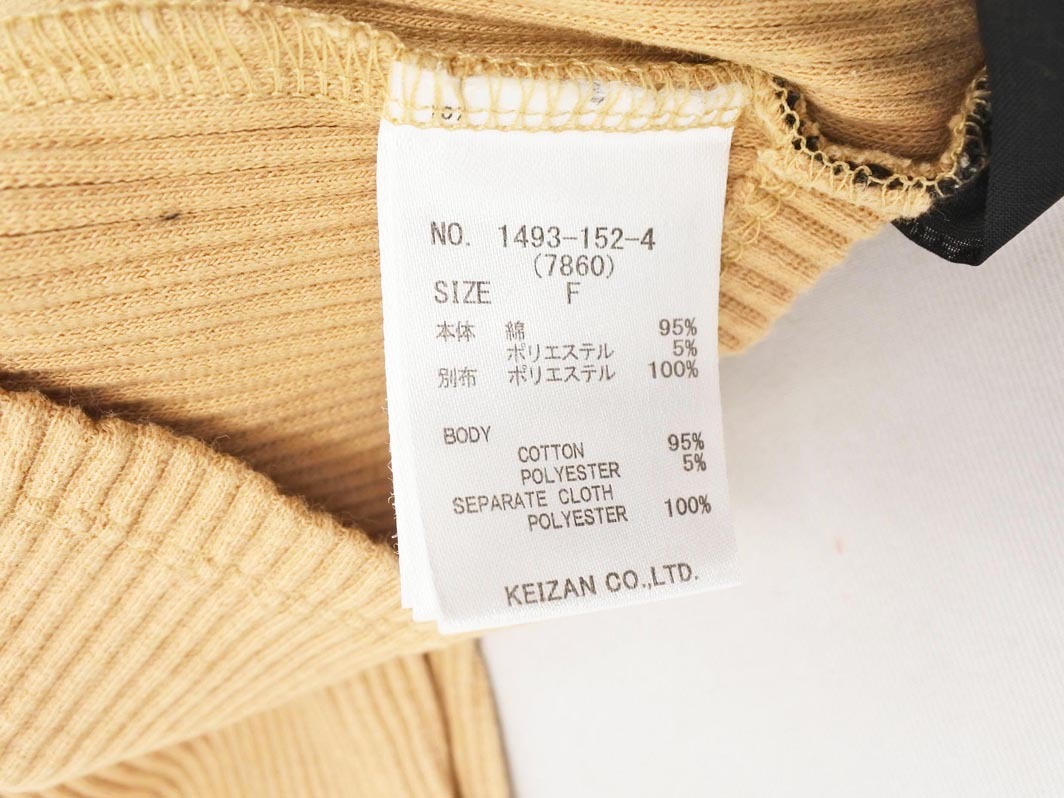 NO. 1493-152-4
(7860)
SIZE F
本体 綿 95%
ポリエステル 5%
別布 ポリエステル 100%
BODY
COTTON 95%
POLYESTER 5%
SEPARATE CLOTH
POLYESTER 100%
KEIZAN CO.,LTD.